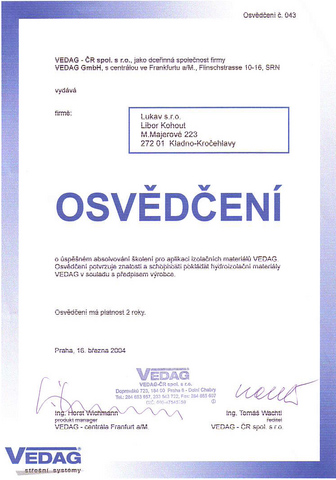 Osvědčení č. 043
VEDAG - ČR spol. s r.o., jako dceřinná společnost firmy
VEDAG GmbH, s centrálou ve Frankfurtu a/M., Flinschstrasse 10-16, SRN
vydává
firmě:
Lukav s.r.o.
Libor Kohout
M.Majerové 223
272 01 Kladno-Kročehlavy
OSVĚDČENÍ
o úspěšném absolvování školení pro aplikaci izolačních materiálů VEDAG.
Osvědčení potvrzuje znalosti a schopnosti pokládát hydroizolační materiály
VEDAG v souladu s předpisem výrobce.
Osvědčení má platnost 2 roky.
Praha, 16. března 2004
VEDAG
VEDAG-ČR spol. s r.o.
Ing. Horst Wichmann
product manager
VEDAG - centrála Franfurt a/M.
Ing. Tomáš Wachtl
ředitel
VEDAG - ČR spol. s r.o.
VEDAG
střešní systémy